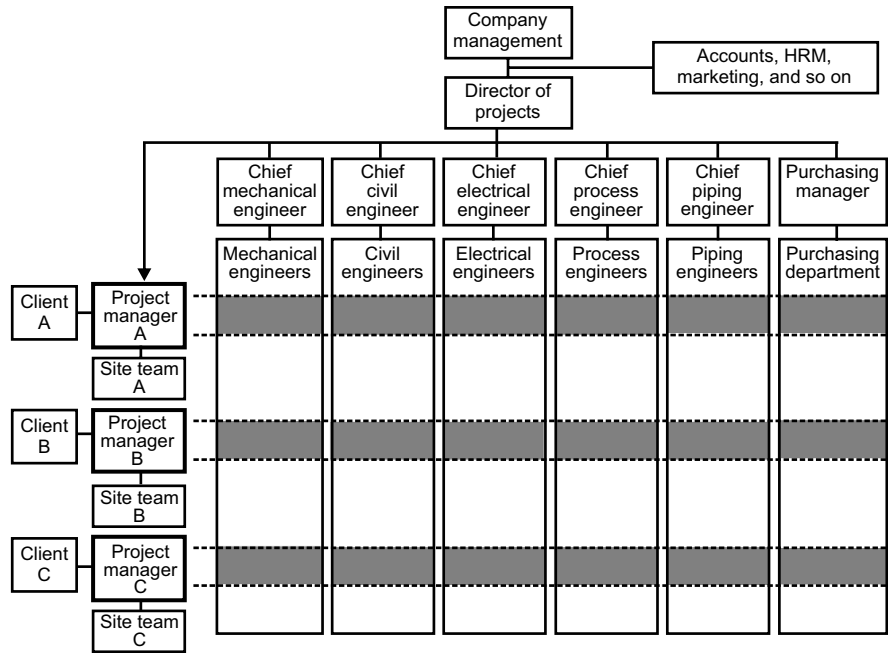 Company
management
Accounts, HRM,
marketing, and so on
Director of
projects
Chief
mechanical
engineer
Chief
civil
engineer
Chief
electrical
engineer
Chief
process
engineer
Chief
piping
engineer
Purchasing
manager
Mechanical
engineers
Civil
engineers
Electrical
engineers
Process
engineers
Piping
engineers
Purchasing
department
Client
A
Project
manager
A
Site team
A
Client
B
Project
manager
B
Site team
B
Client
C
Project
manager
C
Site team
C